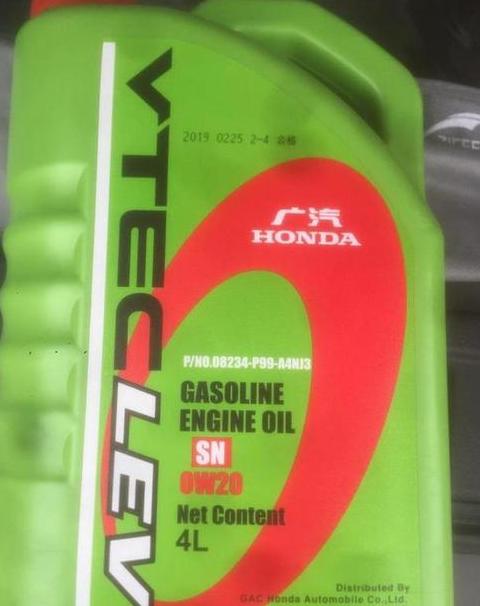 VTEC LEV
2019 0225 2-4 合格
广汽
HONDA
P/NO.08234-P99-A4NJ3
GASOLINE
ENGINE OIL
SN
0W20
Net Content
4L
Distributed By
GAC Honda Automobile Co.,Ltd.